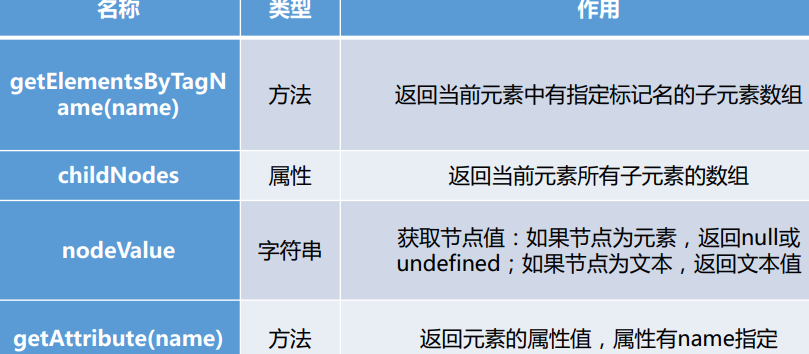 名称 类型 作用
getElementsByTagN
ame(name)
方法
返回当前元素中有指定标记名的子元素数组
childNodes
属性
返回当前元素所有子元素的数组
nodeValue
字符串
获取节点值：如果节点为元素，返回null或
undefined；如果节点为文本，返回文本值
getAttribute(name)
方法
返回元素的属性值，属性有name指定